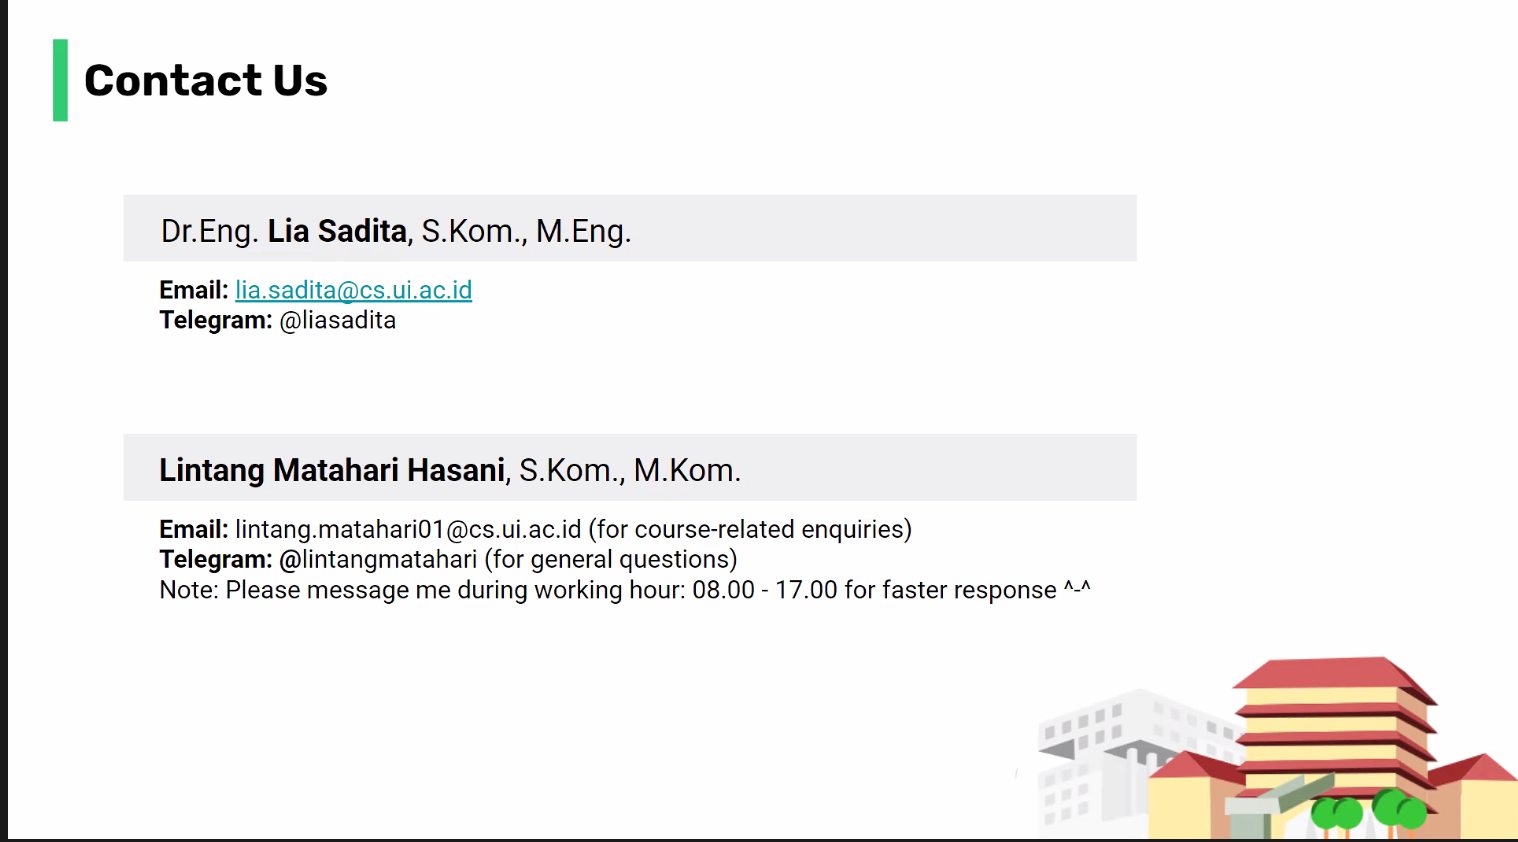 Contact Us
Dr.Eng. Lia Sadita, S.Kom., M.Eng.
Email: lia.sadita@cs.ui.ac.id
Telegram: @liasadita
Lintang Matahari Hasani, S.Kom., M.Kom.
Email: lintang.matahari01@cs.ui.ac.id (for course-related enquiries)
Telegram: @lintangmatahari (for general questions)
Note: Please message me during working hour: 08.00 - 17.00 for faster response ^-^